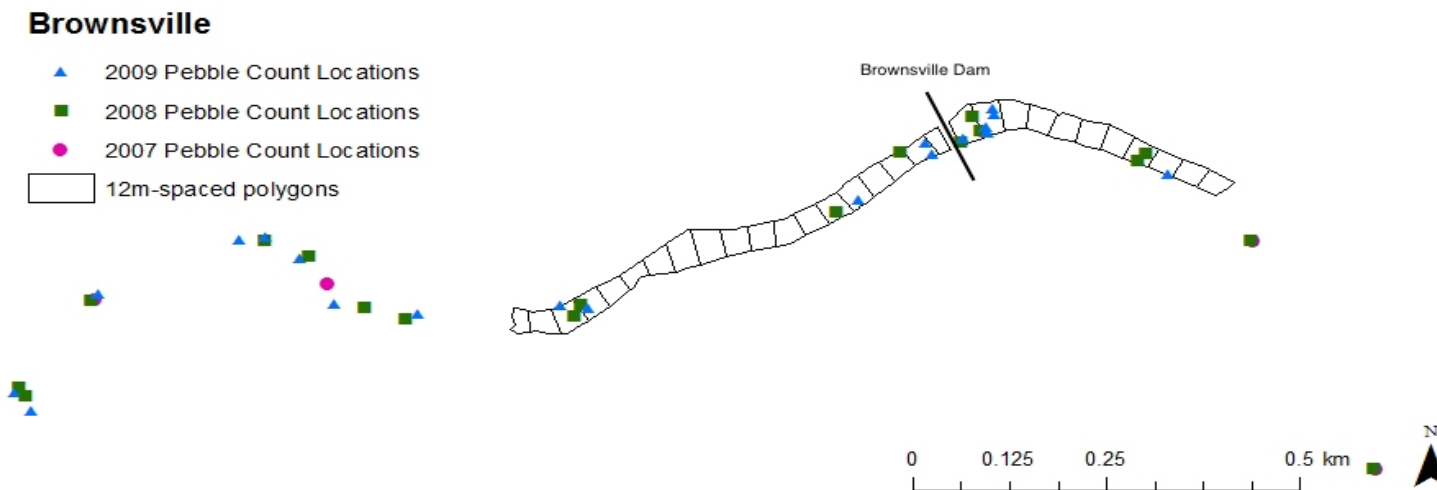 Brownsville
2009 Pebble Count Locations
2008 Pebble Count Locations
2007 Pebble Count Locations
12m-spaced polygons
Brownsville Dam
N
0 0.125 0.25 0.5 km